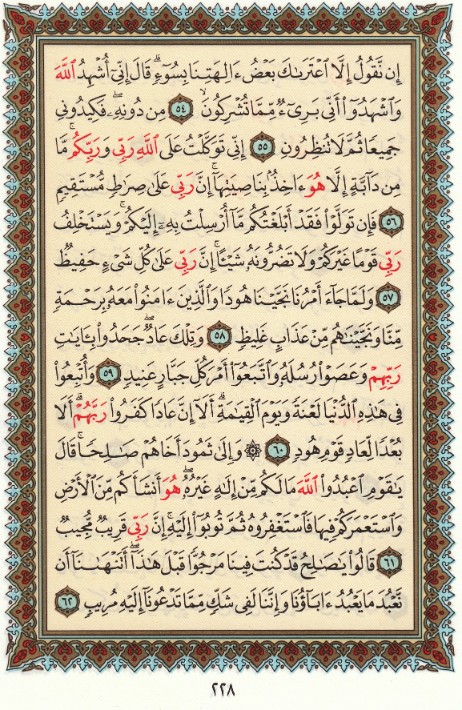 إِن نَّقُولُ إِلَّا ٱعْتَرَىٰكَ بَعْضُ ءَالِهَتِنَا بِسُوٓءٍ ۗ قَالَ إِنِّىٓ أُشْهِدُ ٱللَّهَ
وَٱشْهَدُوٓا۟ أَنِّى بَرِىٓءٌ مِّمَّا تُشْرِكُونَ ۝٥٤ مِن دُونِهِۦ ۖ فَكِيدُونِى
جَمِيعًا ثُمَّ لَا تُنظِرُونِ ۝٥٥ إِنِّى تَوَكَّلْتُ عَلَى ٱللَّهِ رَبِّى وَرَبِّكُم ۚ مَّا
مِن دَآبَّةٍ إِلَّا هُوَ ءَاخِذٌۢ بِنَاصِيَتِهَآ ۚ إِنَّ رَبِّى عَلَىٰ صِرَٰطٍ مُّسْتَقِيمٍ
۝٥٦ فَإِن تَوَلَّوْا۟ فَقَدْ أَبْلَغْتُكُم مَّآ أُرْسِلْتُ بِهِۦٓ إِلَيْكُمْ ۚ وَيَسْتَخْلِفُ
رَبِّى قَوْمًا غَيْرَكُمْ وَلَا تَضُرُّونَهُۥ شَيْـًٔا ۚ إِنَّ رَبِّى عَلَىٰ كُلِّ شَىْءٍ حَفِيظٌ
۝٥٧ وَلَمَّا جَآءَ أَمْرُنَا نَجَّيْنَا هُودًا وَٱلَّذِينَ ءَامَنُوا۟ مَعَهُۥ بِرَحْمَةٍ
مِّنَّا وَنَجَّيْنَٰهُم مِّنْ عَذَابٍ غَلِيظٍ ۝٥٨ وَتِلْكَ عَادٌ ۖ جَحَدُوا۟ بِـَٔايَٰتِ
رَبِّهِمْ وَعَصَوْا۟ رُسُلَهُۥ وَٱتَّبَعُوٓا۟ أَمْرَ كُلِّ جَبَّارٍ عَنِيدٍ ۝٥٩ وَأُتْبِعُوا۟
فِى هَٰذِهِ ٱلدُّنْيَا لَعْنَةً وَيَوْمَ ٱلْقِيَٰمَةِ ۗ أَلَآ إِنَّ عَادًا كَفَرُوا۟ رَبَّهُمْ ۗ أَلَا
بُعْدًا لِّعَادٍ قَوْمِ هُودٍ ۝٦٠ ۞ وَإِلَىٰ ثَمُودَ أَخَاهُمْ صَٰلِحًا ۚ قَالَ
يَٰقَوْمِ ٱعْبُدُوا۟ ٱللَّهَ مَا لَكُم مِّنْ إِلَٰهٍ غَيْرُهُۥ ۖ هُوَ أَنشَأَكُم مِّنَ ٱلْأَرْضِ
وَٱسْتَعْمَرَكُمْ فِيهَا فَٱسْتَغْفِرُوهُ ثُمَّ تُوبُوٓا۟ إِلَيْهِ ۚ إِنَّ رَبِّى قَرِيبٌ مُّجِيبٌ
۝٦١ قَالُوا۟ يَٰصَٰلِحُ قَدْ كُنتَ فِينَا مَرْجُوًّا قَبْلَ هَٰذَآ ۖ أَتَنْهَىٰنَآ أَن
نَّعْبُدَ مَا يَعْبُدُ ءَابَآؤُنَا وَإِنَّنَا لَفِى شَكٍّ مِّمَّا تَدْعُونَآ إِلَيْهِ مُرِيبٍ ۝٦٢
٢٢٨